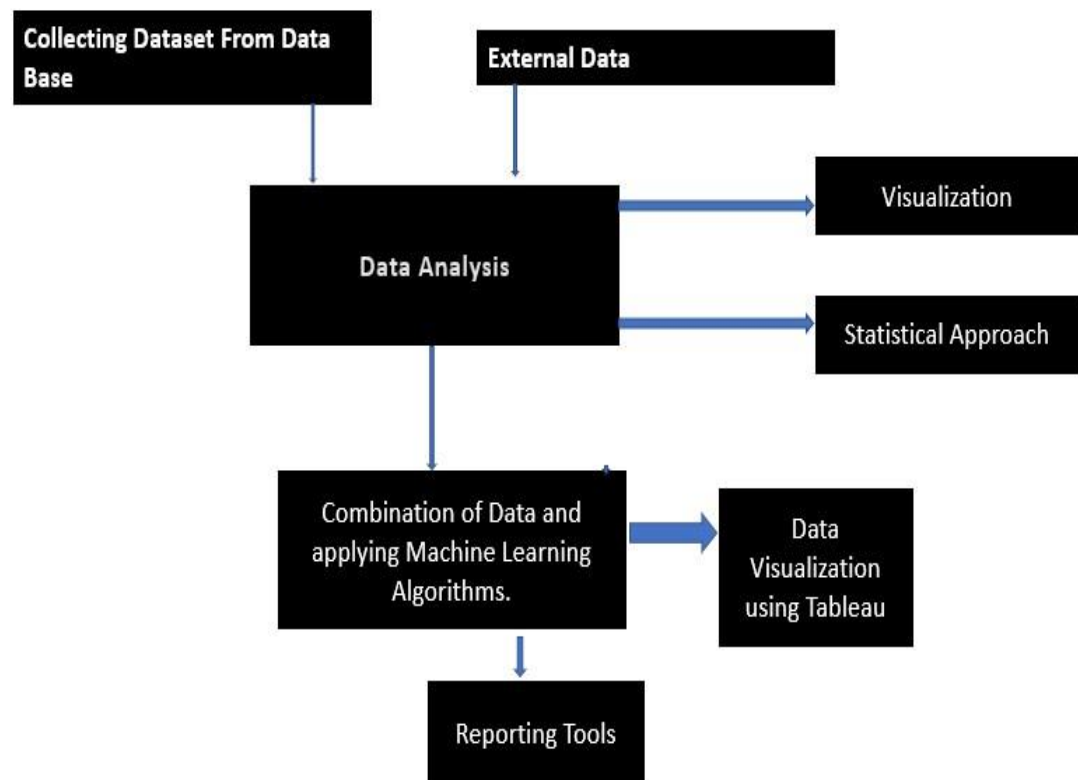 Collecting Dataset From Data
Base
External Data
Visualization
Data Analysis
Statistical Approach
Combination of Data and
applying Machine Learning
Algorithms.
Data
Visualization
using Tableau
Reporting Tools